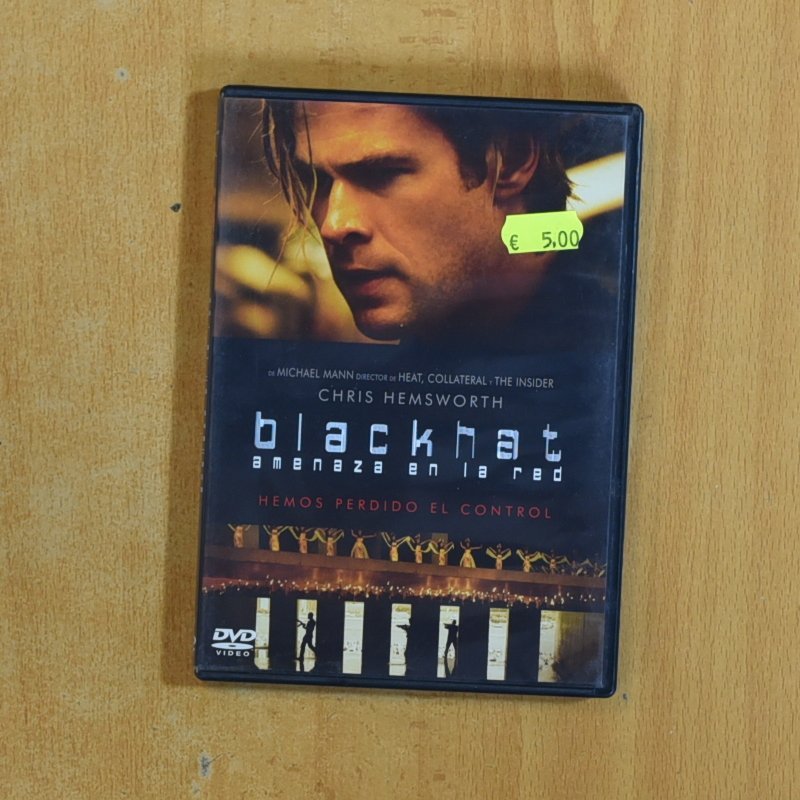 € 5,00
DE MICHAEL MANN DIRECTOR DE HEAT, COLLATERAL Y THE INSIDER
CHRIS HEMSWORTH
blackhat
amenaza en la red
HEMOS PERDIDO EL CONTROL
DVD
VIDEO